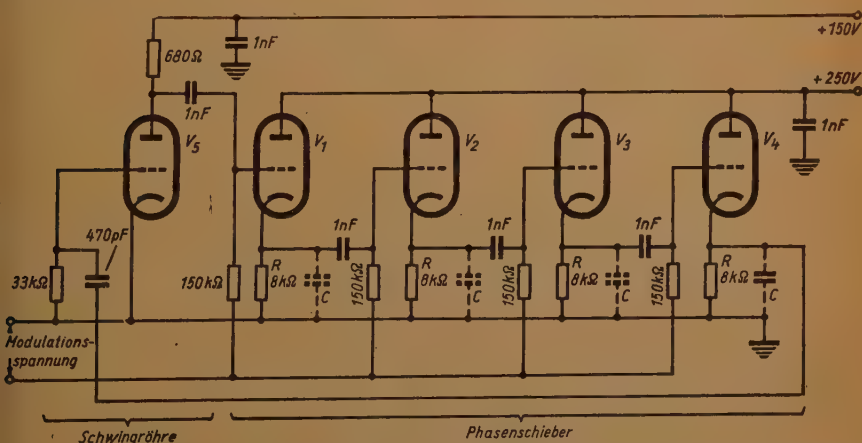 +150V
680Ω
1nF
+250V
1nF
V5
V1
V2
V3
V4
1nF
470pF
33kΩ
150kΩ
R
8kΩ
C
1nF
150kΩ
R
8kΩ
C
1nF
150kΩ
R
8kΩ
C
1nF
150kΩ
R
8kΩ
C
Modulations-
spannung
Schwingröhre
Phasenschieber